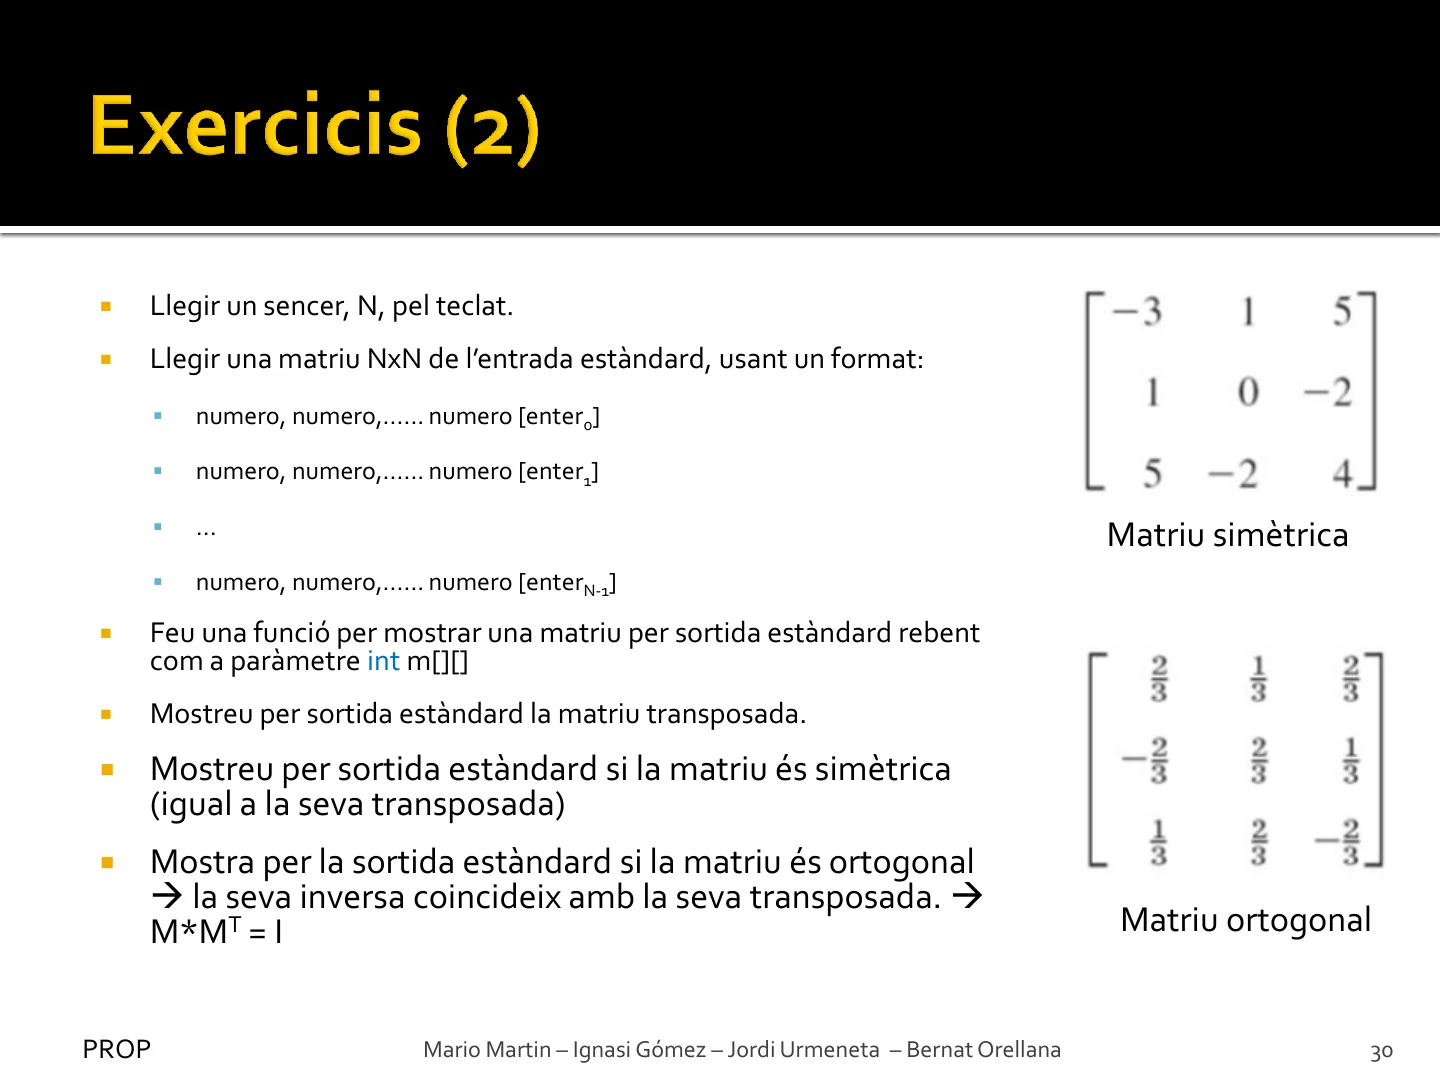 Exercicis (2)
Llegir un sencer, N, pel teclat.
Llegir una matriu NxN de l’entrada estàndard, usant un format:
numero, numero,…… numero [enter0]
numero, numero,…… numero [enter1]
…
numero, numero,…… numero [enterN-1]
Feu una funció per mostrar una matriu per sortida estàndard rebent
com a paràmetre int m[][]
Mostreu per sortida estàndard la matriu transposada.
Mostreu per sortida estàndard si la matriu és simètrica
(igual a la seva transposada)
Mostra per la sortida estàndard si la matriu és ortogonal
→ la seva inversa coincideix amb la seva transposada. →
M*MT = I
−3 1 5
1 0 −2
5 −2 4
Matriu simètrica
2/3 1/3 2/3
−2/3 2/3 1/3
1/3 2/3 −2/3
Matriu ortogonal
PROP
Mario Martin – Ignasi Gómez – Jordi Urmeneta – Bernat Orellana
30